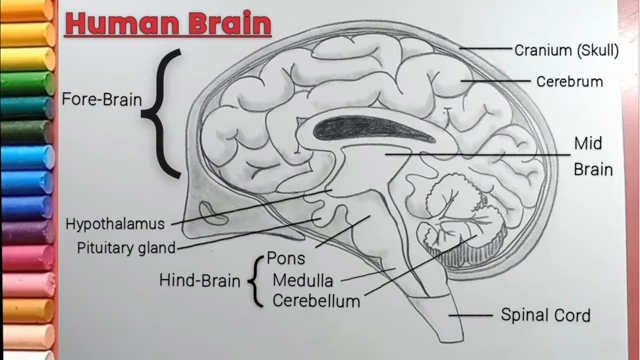 Human Brain
Cranium (Skull)
Cerebrum
Fore-Brain
Mid
Brain
Hypothalamus
Pituitary gland
Pons
Hind-Brain
Medulla
Cerebellum
Spinal Cord